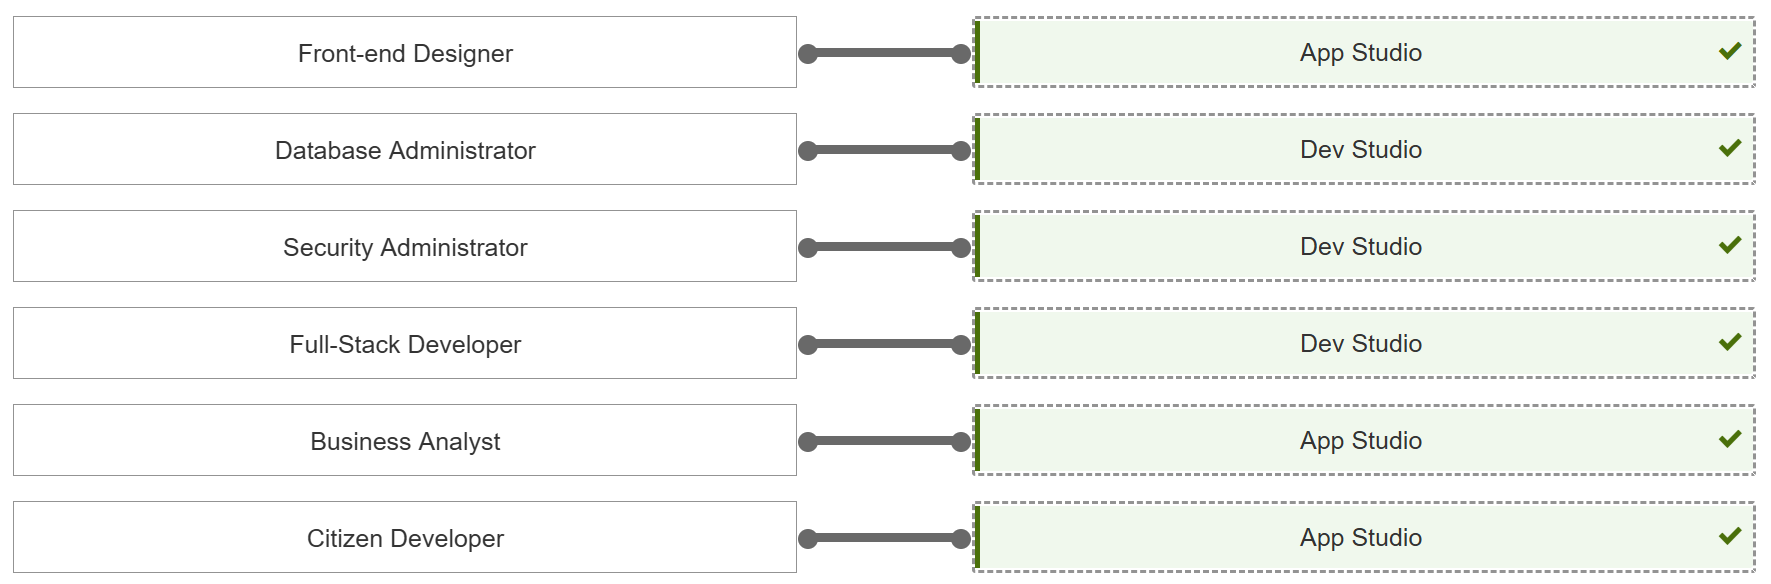 Front-end Designer App Studio
Database Administrator Dev Studio
Security Administrator Dev Studio
Full-Stack Developer Dev Studio
Business Analyst App Studio
Citizen Developer App Studio